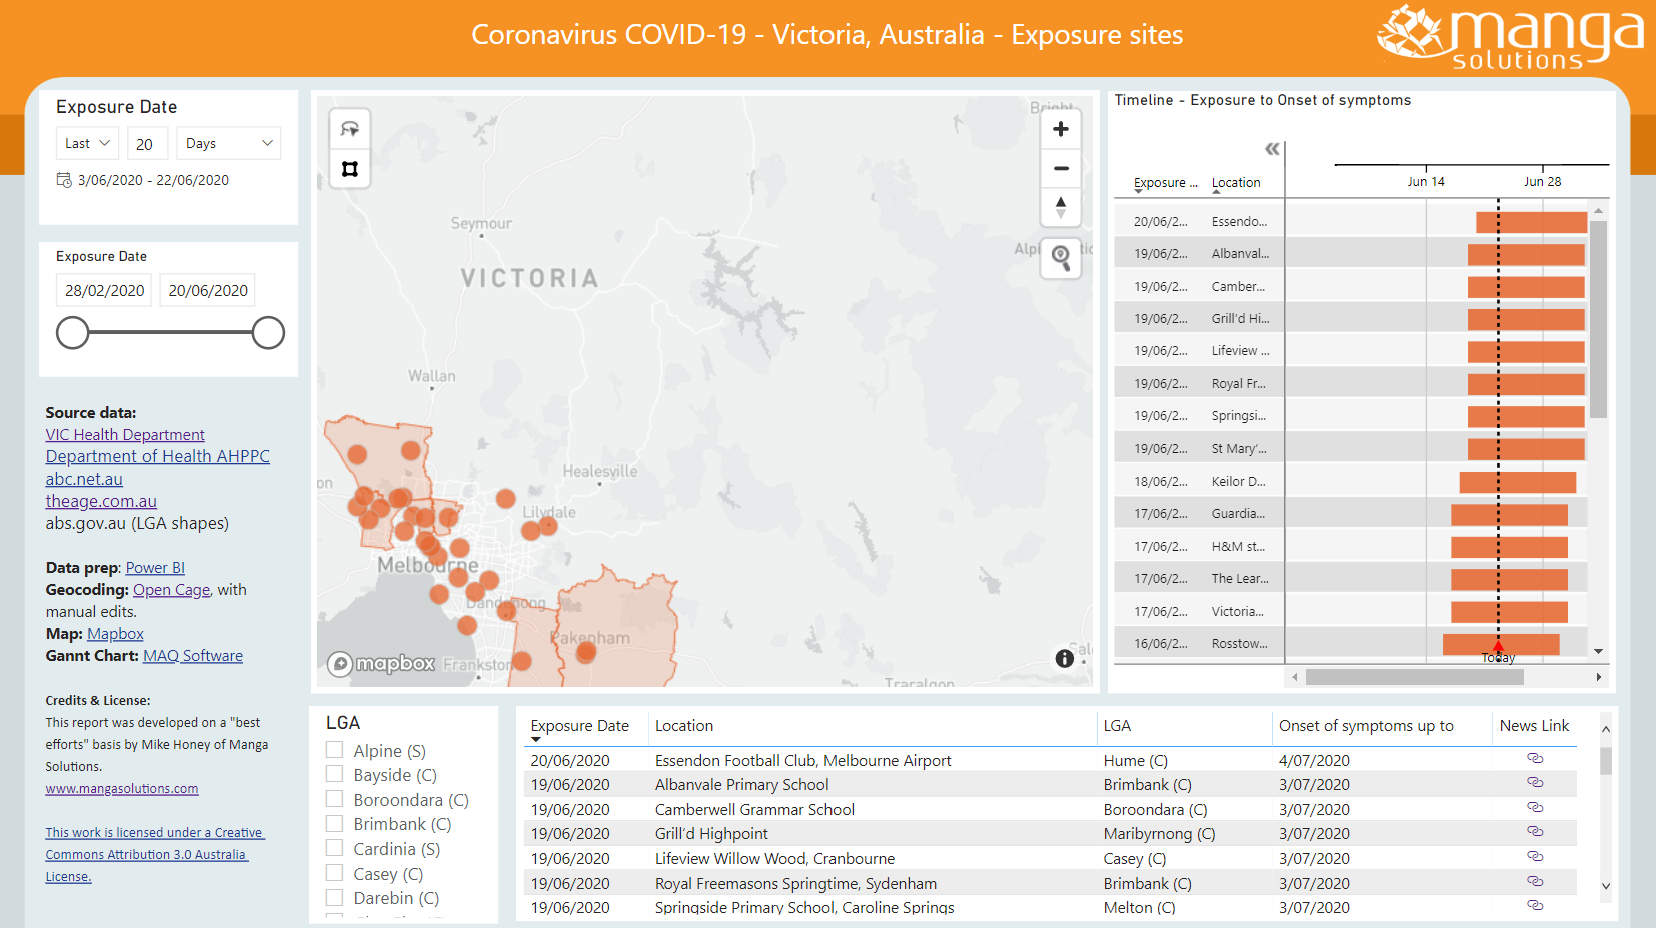 Coronavirus COVID-19 - Victoria, Australia - Exposure sites
manga
solutions
Exposure Date
Last 20 Days
3/06/2020 - 22/06/2020
Exposure Date
28/02/2020 20/06/2020
Source data:
VIC Health Department
Department of Health AHPPC
abc.net.au
theage.com.au
abs.gov.au (LGA shapes)
Data prep: Power BI
Geocoding: Open Cage, with
manual edits.
Map: Mapbox
Gannt Chart: MAQ Software
Credits & License:
This report was developed on a "best
efforts" basis by Mike Honey of Manga
Solutions.
www.mangasolutions.com
This work is licensed under a Creative
Commons Attribution 3.0 Australia
License.
Bright
Seymour
VICTORIA
Alpi
Wallan
Healesville
on
Lilydale
Melbourne
Dandenong
Pakenham
mapbox
Frankston
Sal
Traralgon
Timeline - Exposure to Onset of symptoms
Jun 14 Jun 28
Exposure ... Location
20/06/2... Essendo...
19/06/2... Albanval...
19/06/2... Camber...
19/06/2... Grill'd Hi...
19/06/2... Lifeview ...
19/06/2... Royal Fr...
19/06/2... Springsi...
19/06/2... St Mary'...
18/06/2... Keilor D...
17/06/2... Guardia...
17/06/2... H&M st...
17/06/2... The Lear...
17/06/2... Victoria...
16/06/2... Rosstow...
Today
LGA
Alpine (S)
Bayside (C)
Boroondara (C)
Brimbank (C)
Cardinia (S)
Casey (C)
Darebin (C)
Exposure Date Location LGA Onset of symptoms up to News Link
20/06/2020 Essendon Football Club, Melbourne Airport Hume (C) 4/07/2020
19/06/2020 Albanvale Primary School Brimbank (C) 3/07/2020
19/06/2020 Camberwell Grammar School Boroondara (C) 3/07/2020
19/06/2020 Grill'd Highpoint Maribyrnong (C) 3/07/2020
19/06/2020 Lifeview Willow Wood, Cranbourne Casey (C) 3/07/2020
19/06/2020 Royal Freemasons Springtime, Sydenham Brimbank (C) 3/07/2020
19/06/2020 Springside Primary School, Caroline Springs Melton (C) 3/07/2020